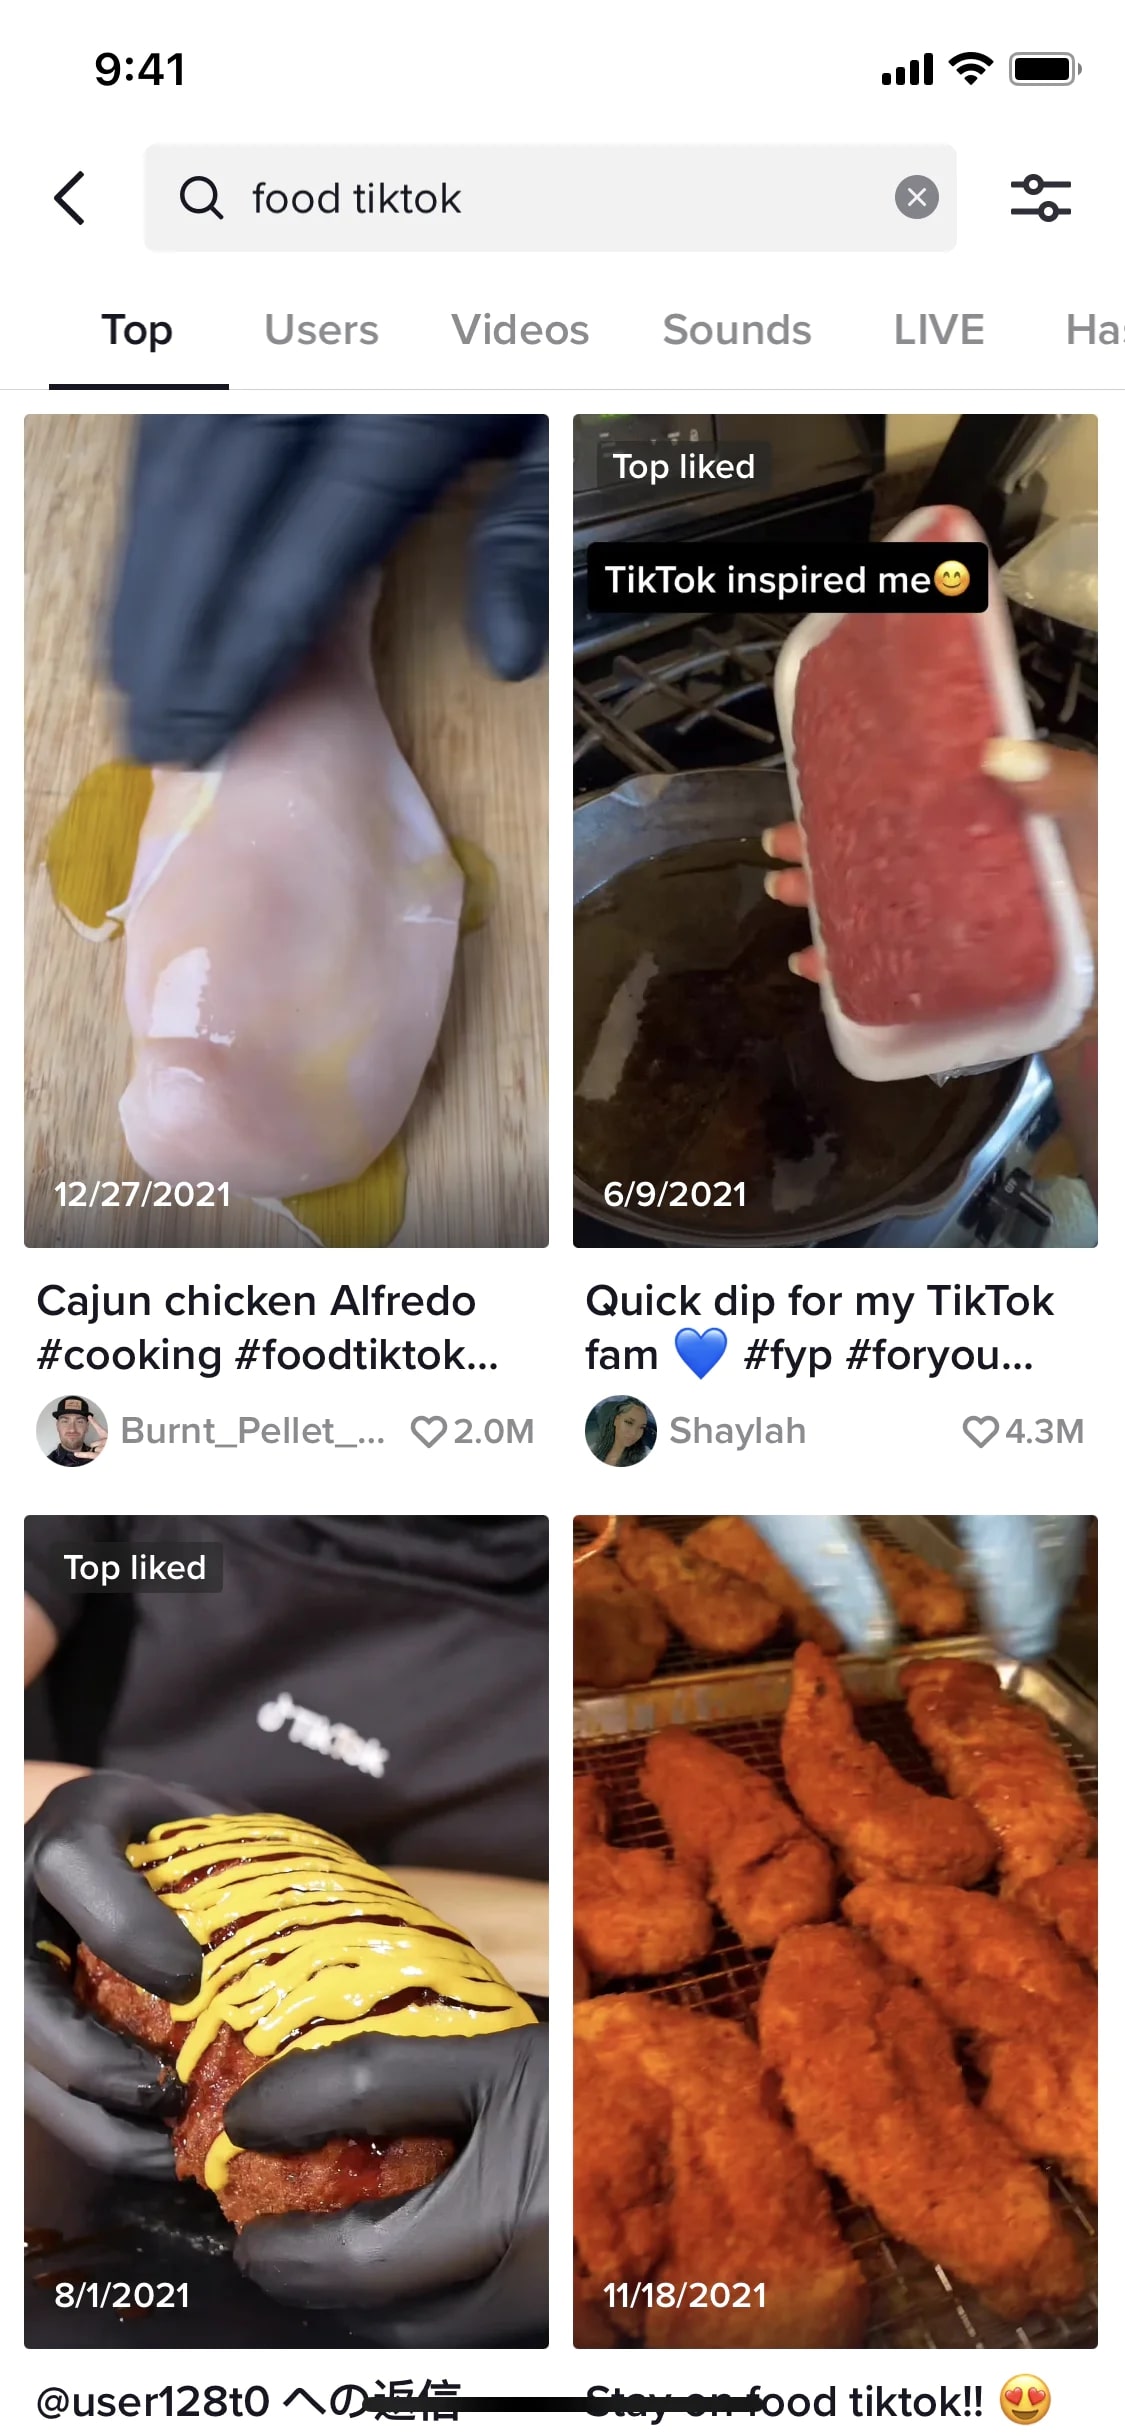 9:41
food tiktok
Top Users Videos Sounds LIVE Has
Top liked
TikTok inspired me😊
12/27/2021
6/9/2021
Cajun chicken Alfredo
#cooking #foodtiktok...
Burnt_Pellet_... 2.0M
Quick dip for my TikTok
fam 💙 #fyp #foryou...
Shaylah 4.3M
Top liked
TikTok
8/1/2021
11/18/2021
@user128t0 への返信
Stay on food tiktok!! 😍